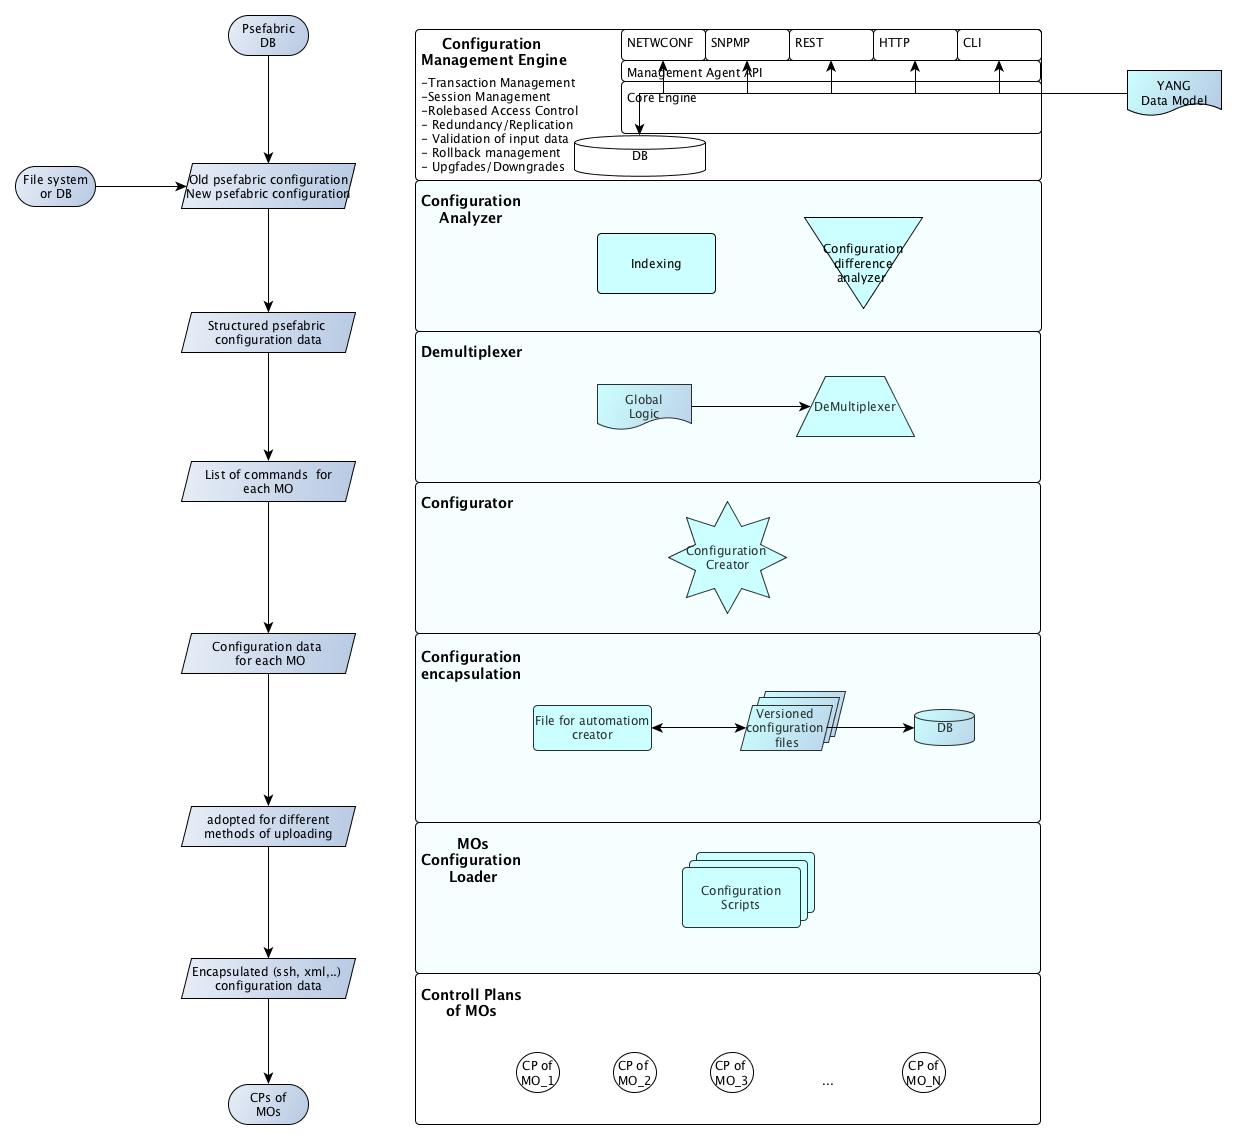 Psefabric
DB
File system
or DB
Old psefabric configuration
New psefabric configuration
Structured psefabric
configuration data
List of commands  for
each MO
Configuration data
for each MO
adopted for different
methods of uploading
Encapsulated (ssh, xml,..)
configuration data
CPs of
MOs
Configuration
Management Engine
-Transaction Management
-Session Management
-Rolebased Access Control
- Redundancy/Replication
- Validation of input data
- Rollback management
- Upgfades/Downgrades
NETWCONF
SNPMP
REST
HTTP
CLI
Management Agent API
Core Engine
DB
YANG
Data Model
Configuration
Analyzer
Indexing
Configuration
difference
analyzer
Demultiplexer
Global
Logic
DeMultiplexer
Configurator
Configuration
Creator
Configuration
encapsulation
File for automatiom
creator
Versioned
configuration
files
DB
MOs
Configuration
Loader
Configuration
Scripts
Controll Plans
of MOs
CP of
MO_1
CP of
MO_2
CP of
MO_3
...
CP of
MO_N